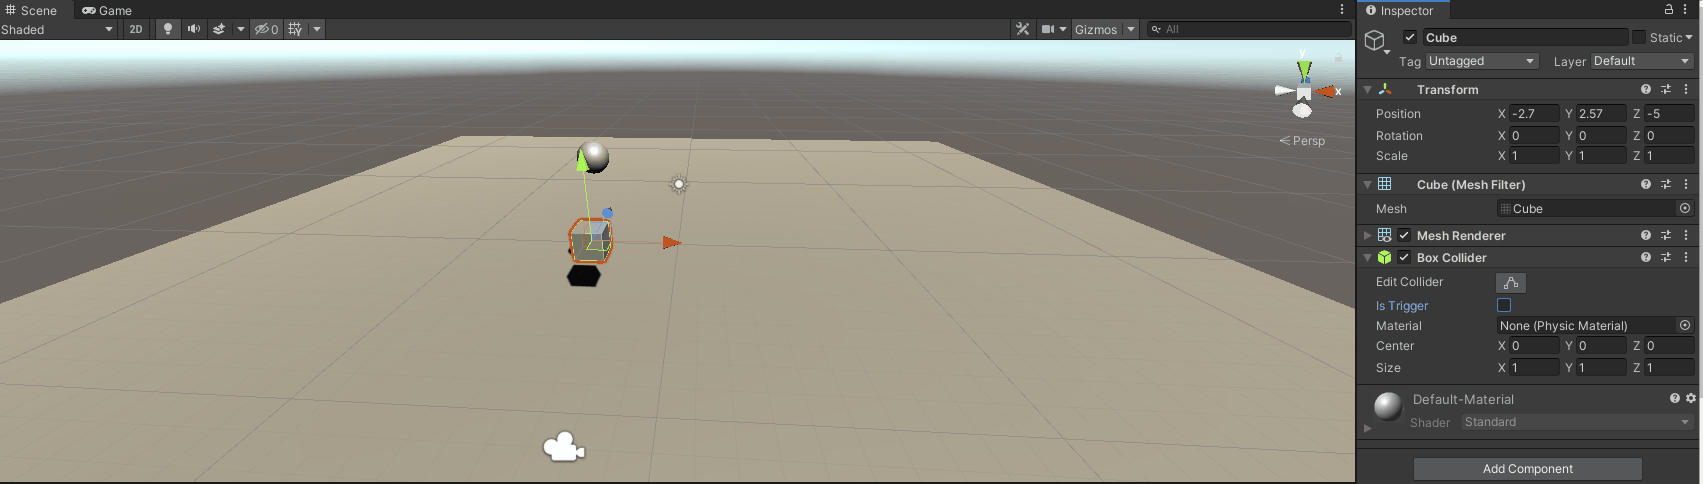 Scene Game
Shaded 2D 0 Gizmos All
y
x
< Persp
Inspector
Cube Static
Tag Untagged Layer Default
Transform
Position X -2.7 Y 2.57 Z -5
Rotation X 0 Y 0 Z 0
Scale X 1 Y 1 Z 1
Cube (Mesh Filter)
Mesh Cube
Mesh Renderer
Box Collider
Edit Collider
Is Trigger
Material None (Physic Material)
Center X 0 Y 0 Z 0
Size X 1 Y 1 Z 1
Default-Material
Shader Standard
Add Component